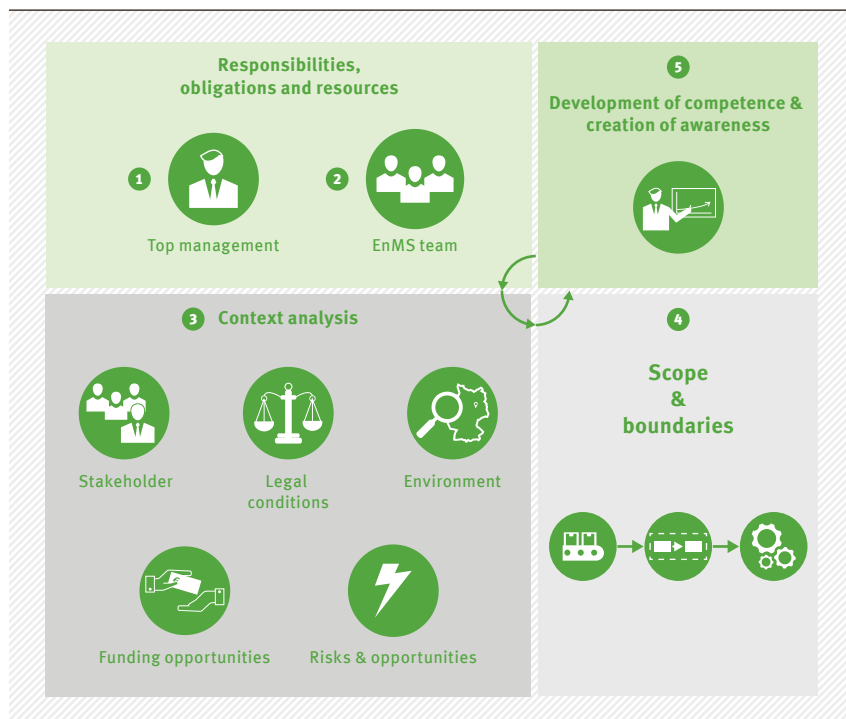 Responsibilities,
obligations and resources
1
Top management
2
EnMS team
3 Context analysis
Stakeholder
Legal
conditions
Environment
Funding opportunities
Risks & opportunities
4
Scope
&
boundaries
5
Development of competence &
creation of awareness